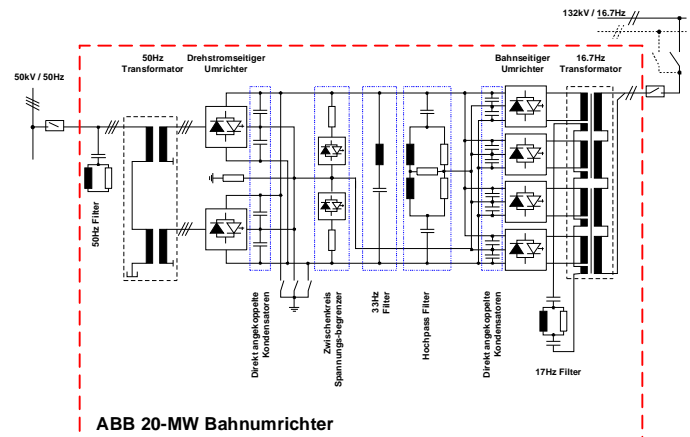 132kV / 16.7Hz
50kV / 50Hz
50Hz
Transformator
Drehstromseitiger
Umrichter
Bahnseitiger
Umrichter
16.7Hz
Transformator
50Hz Filter
Direkt angekoppelte
Kondensatoren
Zwischenkreis
Spannungs-begrenzer
33Hz
Filter
Hochpass Filter
Direkt angekoppelte
Kondensatoren
17Hz Filter
ABB 20-MW Bahnumrichter